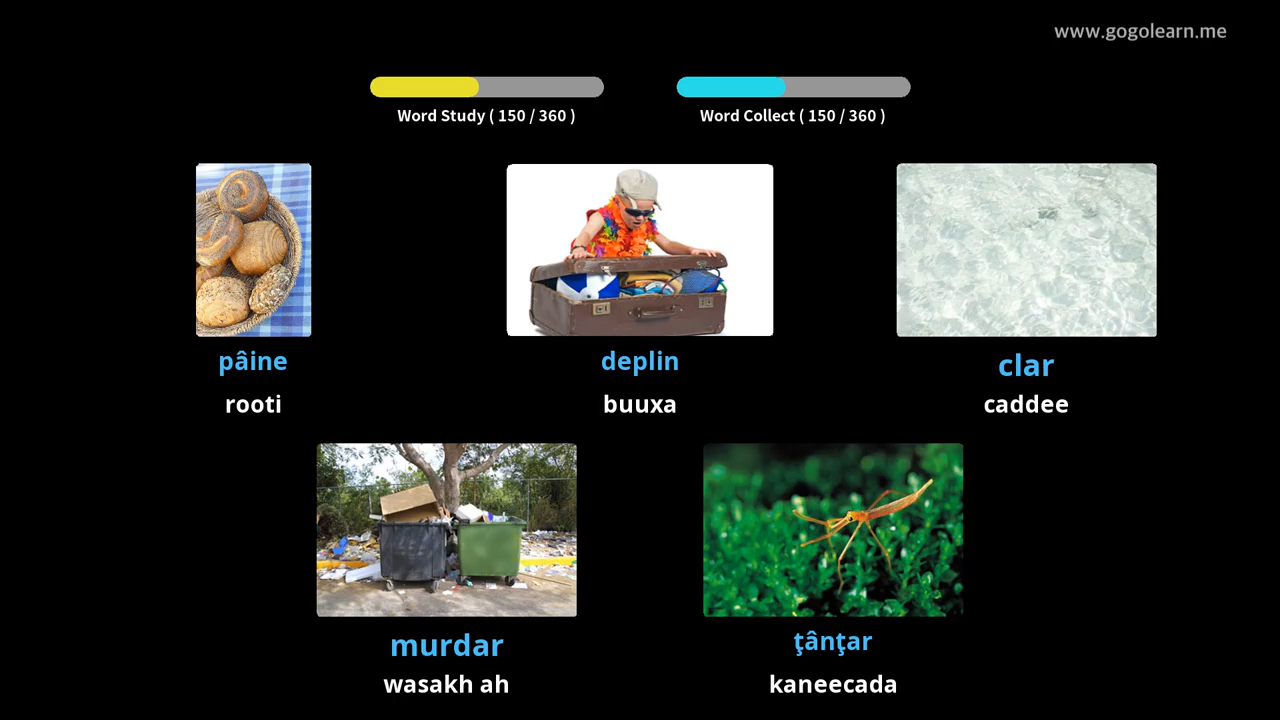 www.gogolearn.me
Word Study ( 150 / 360 )
Word Collect ( 150 / 360 )
pâine
rooti
deplin
buuxa
clar
caddee
murdar
wasakh ah
ţânţar
kaneecada